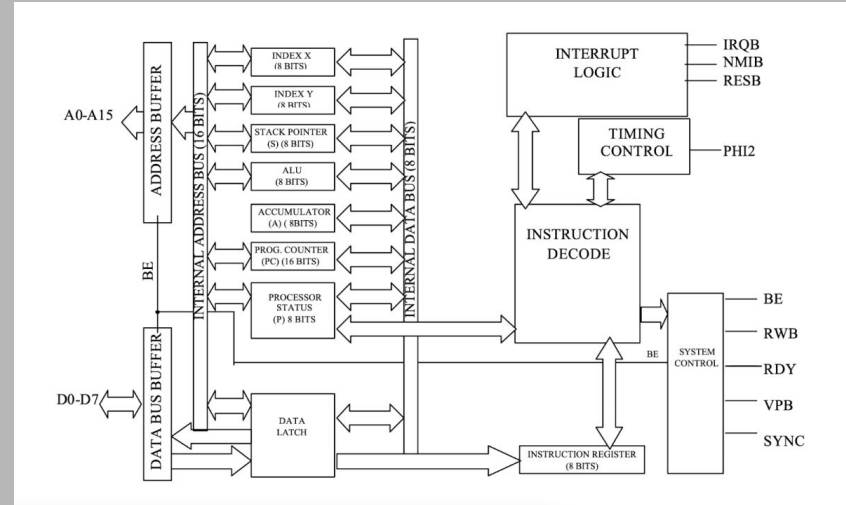 ADDRESS BUFFER
A0-A15
INTERNAL ADDRESS BUS (16 BITS)
INDEX X
(8 BITS)
INDEX Y
(8 BITS)
STACK POINTER
(S) (8 BITS)
ALU
(8 BITS)
ACCUMULATOR
(A) ( 8BITS)
PROG. COUNTER
(PC) (16 BITS)
PROCESSOR
STATUS
(P) 8 BITS
INTERNAL DATA BUS (8 BITS)
INTERRUPT
LOGIC
IRQB
NMIB
RESB
TIMING
CONTROL
PHI2
INSTRUCTION
DECODE
BE
BE
SYSTEM
CONTROL
BE
RWB
RDY
VPB
SYNC
DATA BUS BUFFER
D0-D7
DATA
LATCH
INSTRUCTION REGISTER
(8 BITS)